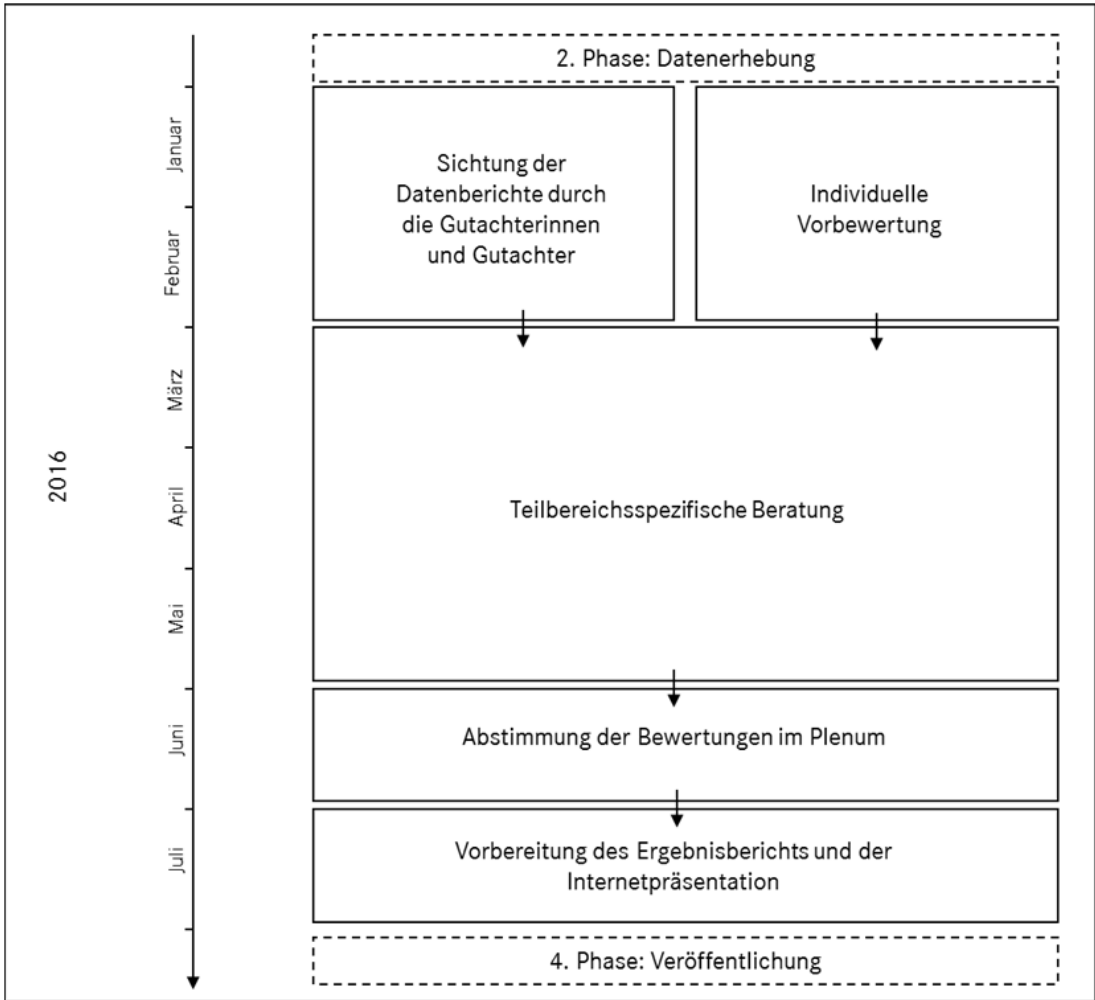 2. Phase: Datenerhebung
2016
Januar
Februar
März
April
Mai
Juni
Juli
Sichtung der
Datenberichte durch
die Gutachterinnen
und Gutachter
Individuelle
Vorbewertung
Teilbereichsspezifische Beratung
Abstimmung der Bewertungen im Plenum
Vorbereitung des Ergebnisberichts und der
Internetpräsentation
4. Phase: Veröffentlichung